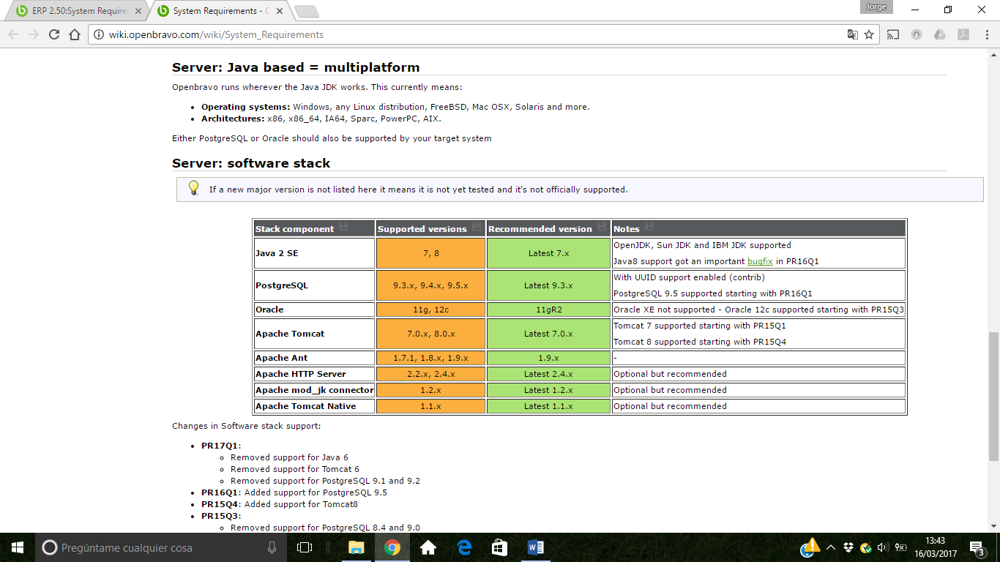 ERP 2.50:System Require
System Requirements -
Jorge
wiki.openbravo.com/wiki/System_Requirements
Server: Java based = multiplatform
Openbravo runs wherever the Java JDK works. This currently means:
Operating systems: Windows, any Linux distribution, FreeBSD, Mac OSX, Solaris and more.
Architectures: x86, x86_64, IA64, Sparc, PowerPC, AIX.
Either PostgreSQL or Oracle should also be supported by your target system
Server: software stack
If a new major version is not listed here it means it is not yet tested and it's not officially supported.
Stack component Supported versions Recommended version Notes
Java 2 SE 7, 8 Latest 7.x OpenJDK, Sun JDK and IBM JDK supported
Java8 support got an important bugfix in PR16Q1
PostgreSQL 9.3.x, 9.4.x, 9.5.x Latest 9.3.x With UUID support enabled (contrib)
PostgreSQL 9.5 supported starting with PR16Q1
Oracle 11g, 12c 11gR2 Oracle XE not supported - Oracle 12c supported starting with PR15Q3
Apache Tomcat 7.0.x, 8.0.x Latest 7.0.x Tomcat 7 supported starting with PR15Q1
Tomcat 8 supported starting with PR15Q4
Apache Ant 1.7.1, 1.8.x, 1.9.x 1.9.x -
Apache HTTP Server 2.2.x, 2.4.x Latest 2.4.x Optional but recommended
Apache mod_jk connector 1.2.x Latest 1.2.x Optional but recommended
Apache Tomcat Native 1.1.x Latest 1.1.x Optional but recommended
Changes in Software stack support:
PR17Q1:
Removed support for Java 6
Removed support for Tomcat 6
Removed support for PostgreSQL 9.1 and 9.2
PR16Q1: Added support for PostgreSQL 9.5
PR15Q4: Added support for Tomcat8
PR15Q3:
Removed support for PostgreSQL 8.4 and 9.0
Pregúntame cualquier cosa
13:43
16/03/2017
3